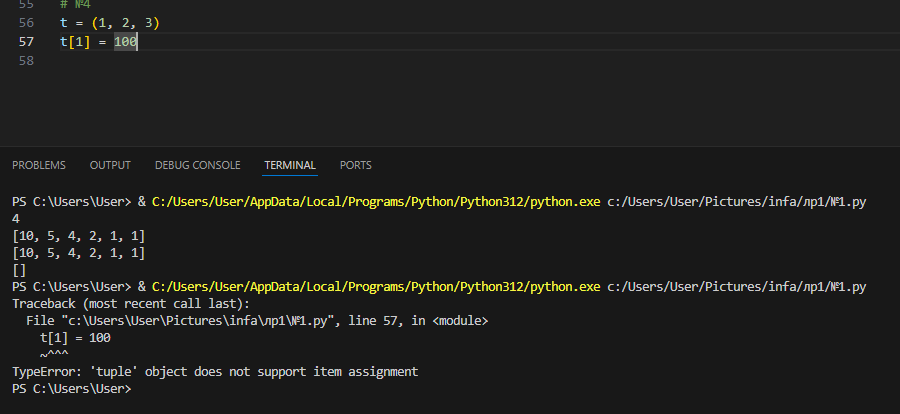 55 # №4
56 t = (1, 2, 3)
57 t[1] = 100
58
PROBLEMS OUTPUT DEBUG CONSOLE TERMINAL PORTS
PS C:\Users\User> & C:/Users/User/AppData/Local/Programs/Python/Python312/python.exe c:/Users/User/Pictures/infa/лр1/№1.py
4
[10, 5, 4, 2, 1, 1]
[10, 5, 4, 2, 1, 1]
[]
PS C:\Users\User> & C:/Users/User/AppData/Local/Programs/Python/Python312/python.exe c:/Users/User/Pictures/infa/лр1/№1.py
Traceback (most recent call last):
  File "c:\Users\User\Pictures\infa\лр1\№1.py", line 57, in <module>
    t[1] = 100
    ~^^^
TypeError: 'tuple' object does not support item assignment
PS C:\Users\User>